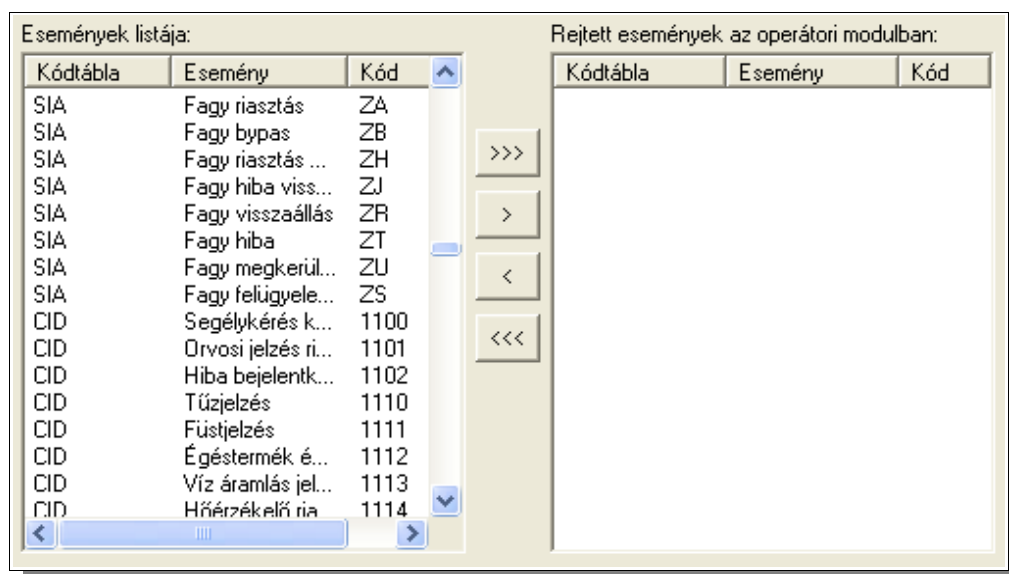 Események listája:
Kódtábla Esemény Kód
SIA Fagy riasztás ZA
SIA Fagy bypas ZB
SIA Fagy riasztás ... ZH
SIA Fagy hiba viss... ZJ
SIA Fagy visszaállás ZR
SIA Fagy hiba ZT
SIA Fagy megkerül... ZU
SIA Fagy felügyele... ZS
CID Segélykérés k... 1100
CID Orvosi jelzés ri... 1101
CID Hiba bejelentk... 1102
CID Tűzjelzés 1110
CID Füstjelzés 1111
CID Égéstermék é... 1112
CID Víz áramlás jel... 1113
CID Hőérzékelő ria 1114
>>>
>
<
<<<
Rejtett események az operátori modulban:
Kódtábla Esemény Kód